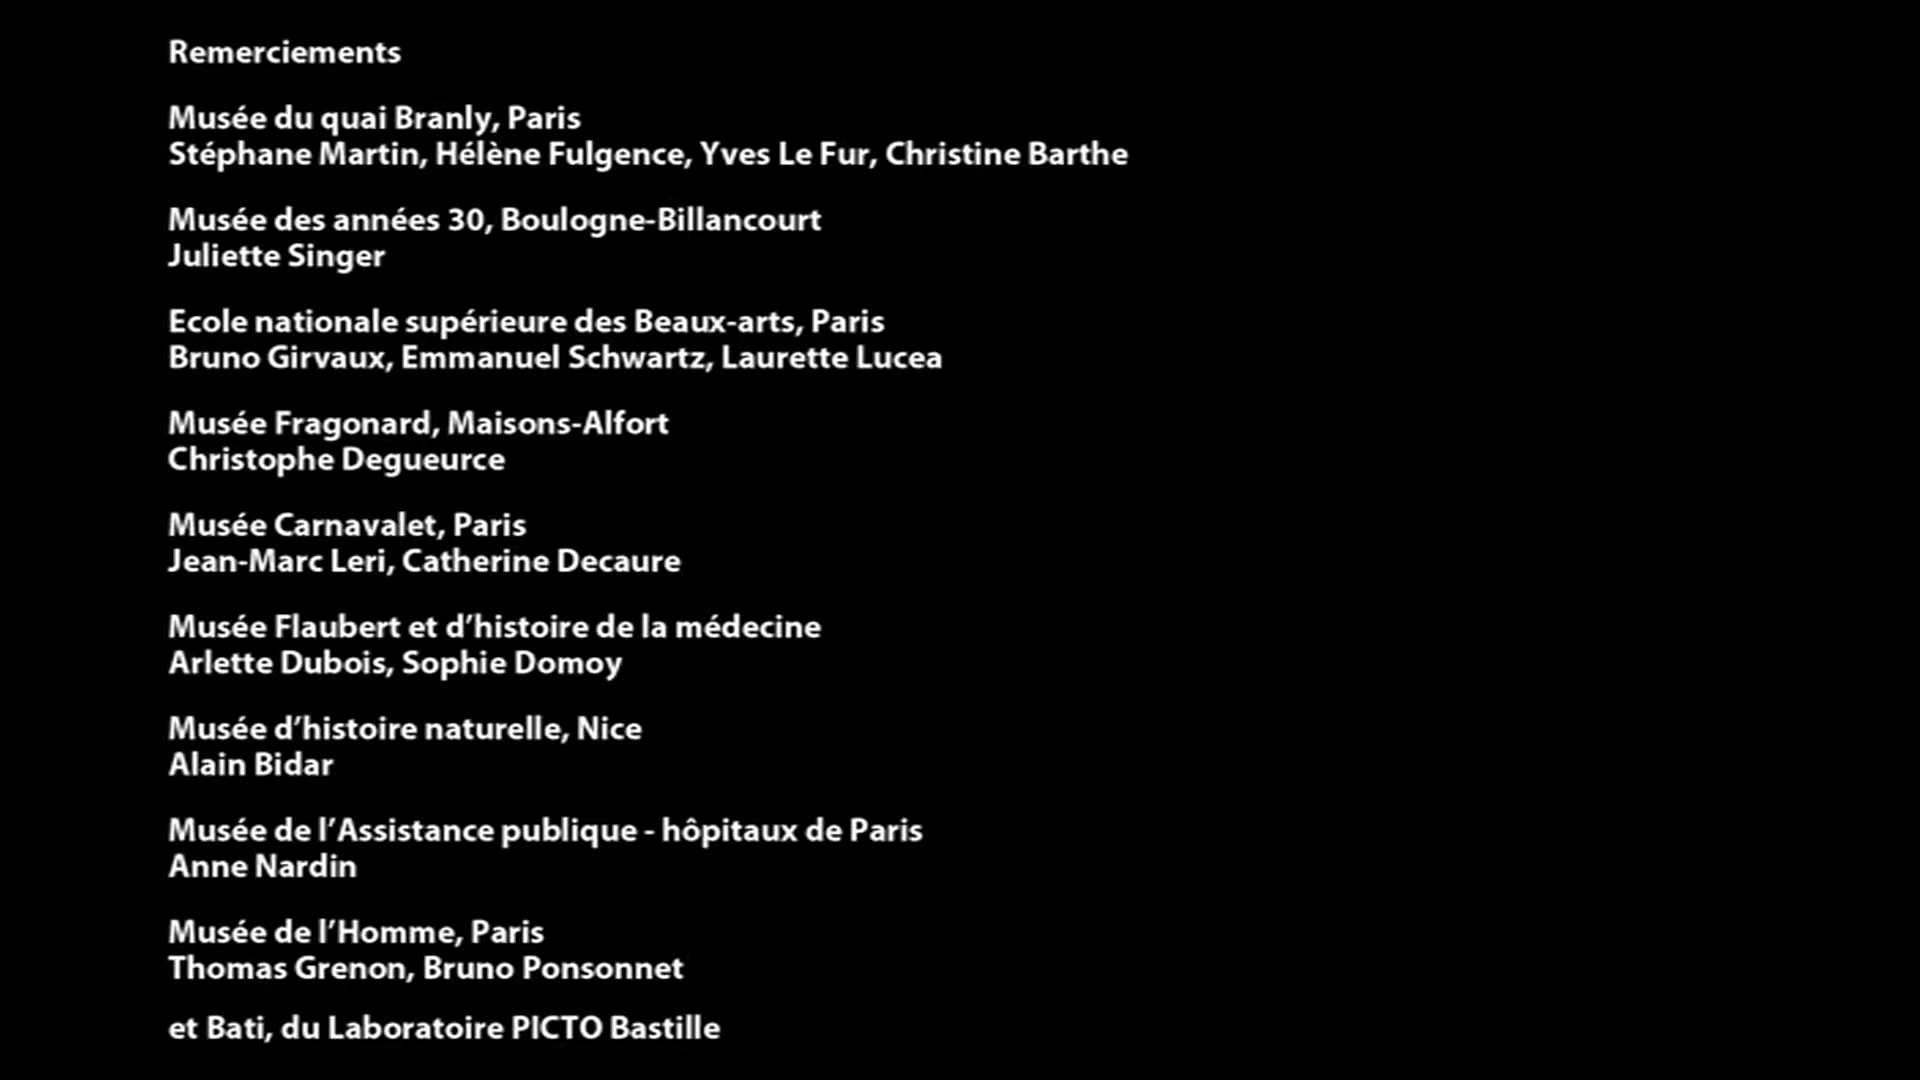 Remerciements
Musée du quai Branly, Paris
Stéphane Martin, Hélène Fulgence, Yves Le Fur, Christine Barthe
Musée des années 30, Boulogne-Billancourt
Juliette Singer
Ecole nationale supérieure des Beaux-arts, Paris
Bruno Girvaux, Emmanuel Schwartz, Laurette Lucea
Musée Fragonard, Maisons-Alfort
Christophe Degueurce
Musée Carnavalet, Paris
Jean-Marc Leri, Catherine Decaure
Musée Flaubert et d’histoire de la médecine
Arlette Dubois, Sophie Domoy
Musée d’histoire naturelle, Nice
Alain Bidar
Musée de l’Assistance publique - hôpitaux de Paris
Anne Nardin
Musée de l’Homme, Paris
Thomas Grenon, Bruno Ponsonnet
et Bati, du Laboratoire PICTO Bastille